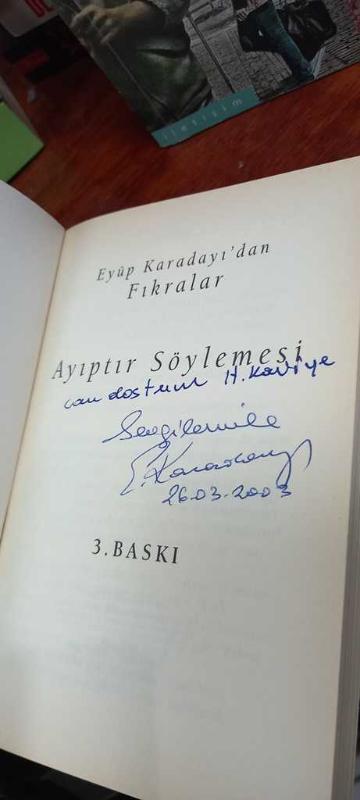 iletişim
Eyüp Karadayı'dan
Fıkralar
Ayıptır Söylemesi
can dostum H. Kaviye
Sevgilerimle
E. Karadayı
26.03.2003
3. BASKI